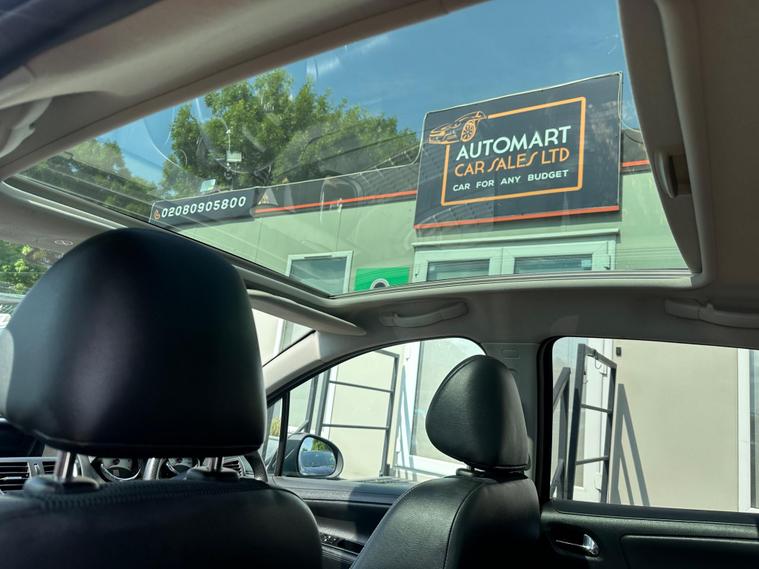 AUTOMART
CAR SALES LTD
CAR FOR ANY BUDGET
02080905800